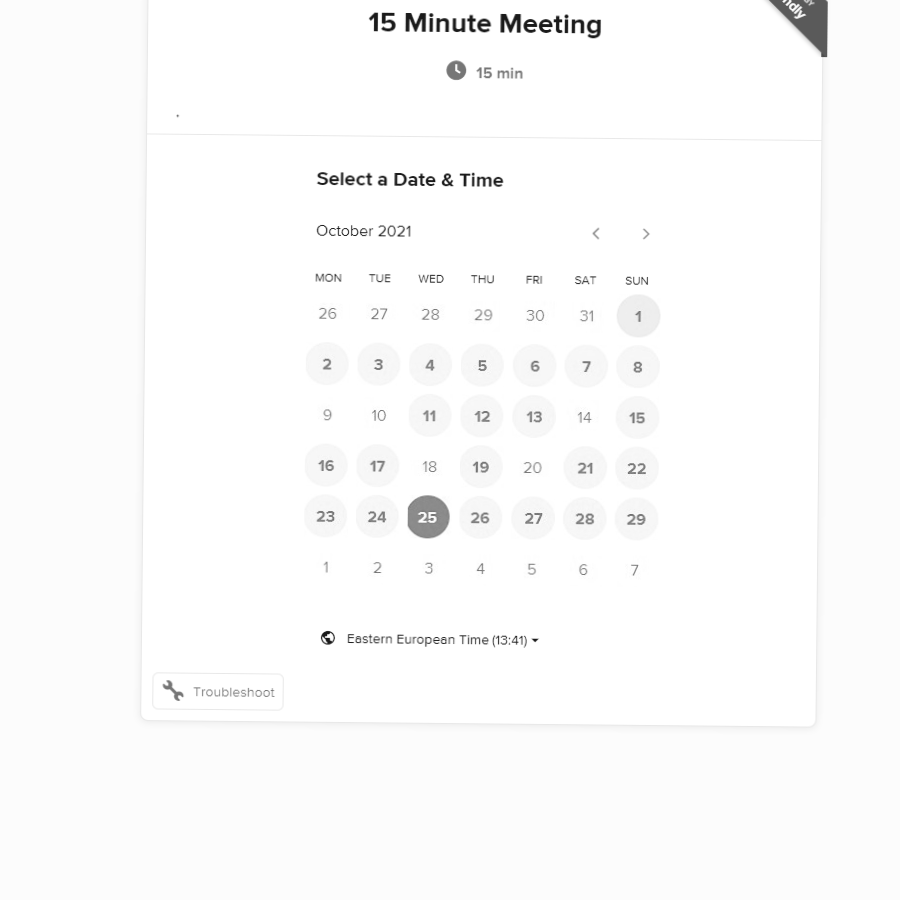 15 Minute Meeting
15 min
.
Select a Date & Time
October 2021
MON TUE WED THU FRI SAT SUN
26 27 28 29 30 31 1
2 3 4 5 6 7 8
9 10 11 12 13 14 15
16 17 18 19 20 21 22
23 24 25 26 27 28 29
1 2 3 4 5 6 7
Eastern European Time (13:41)
Troubleshoot